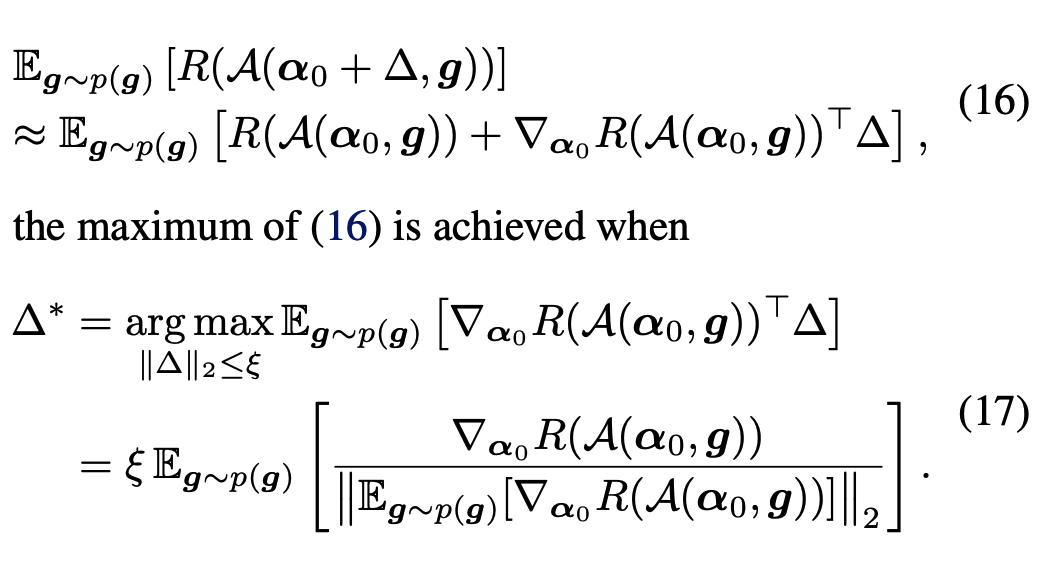 𝔼_{𝒈∼p(𝒈)} [R(𝒜(𝜶₀ + Δ, 𝒈))]
≈ 𝔼_{𝒈∼p(𝒈)} [R(𝒜(𝜶₀, 𝒈)) + ∇_{𝜶₀} R(𝒜(𝜶₀, 𝒈))^⊤ Δ] , (16)
the maximum of (16) is achieved when
Δ* = arg max_{‖Δ‖₂≤ξ} 𝔼_{𝒈∼p(𝒈)} [∇_{𝜶₀} R(𝒜(𝜶₀, 𝒈))^⊤ Δ]
= ξ 𝔼_{𝒈∼p(𝒈)} [ \frac{∇_{𝜶₀} R(𝒜(𝜶₀, 𝒈))}{‖𝔼_{𝒈∼p(𝒈)}[∇_{𝜶₀} R(𝒜(𝜶₀, 𝒈))]‖₂} ] . (17)